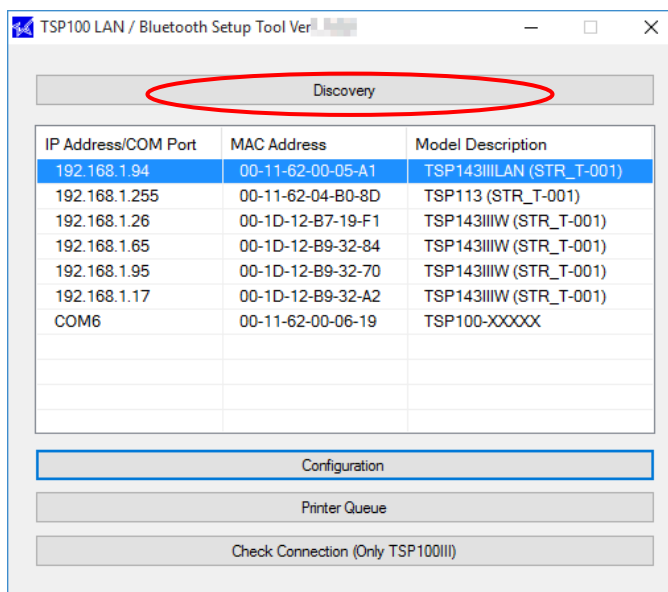 TSP100 LAN / Bluetooth Setup Tool Ver
Discovery
IP Address/COM Port MAC Address Model Description
192.168.1.94 00-11-62-00-05-A1 TSP143IIILAN (STR_T-001)
192.168.1.255 00-11-62-04-B0-8D TSP113 (STR_T-001)
192.168.1.26 00-1D-12-B7-19-F1 TSP143IIIW (STR_T-001)
192.168.1.65 00-1D-12-B9-32-84 TSP143IIIW (STR_T-001)
192.168.1.95 00-1D-12-B9-32-70 TSP143IIIW (STR_T-001)
192.168.1.17 00-1D-12-B9-32-A2 TSP143IIIW (STR_T-001)
COM6 00-11-62-00-06-19 TSP100-XXXXX
Configuration
Printer Queue
Check Connection (Only TSP100III)